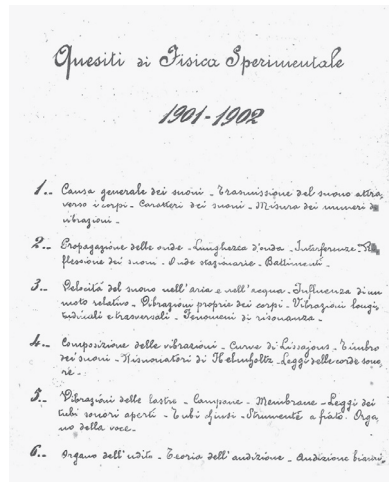 Quesiti di Fisica Sperimentale
1901-1902
1.- Causa generale dei suoni - Trasmissione del suono attra-
verso i corpi - Caratteri dei suoni - Misura dei numeri di
vibrazioni -
2.- Propagazione delle onde - Lunghezza d'onda - Interferenze - Ri-
flessione dei suoni - Onde stazionarie - Battimenti -
3.- Velocità del suono nell'aria e nell'acqua - Influenza di un
moto relativo - Vibrazioni proprie dei corpi - Vibrazioni longi-
tudinali e trasversali - Fenomeni di risonanza -
4.- Composizione delle vibrazioni - Curve di Lissajous - Timbro
dei suoni - Risuonatori di Helmholtz - Leggi delle corde sono-
re -
5.- Vibrazioni delle lastre - Campane - Membrane - Leggi dei
tubi sonori aperti - Tubi chiusi - Strumenti a fiato - Orga-
no della voce -
6.- Organo dell'udito - Teoria dell'audizione - Audizione